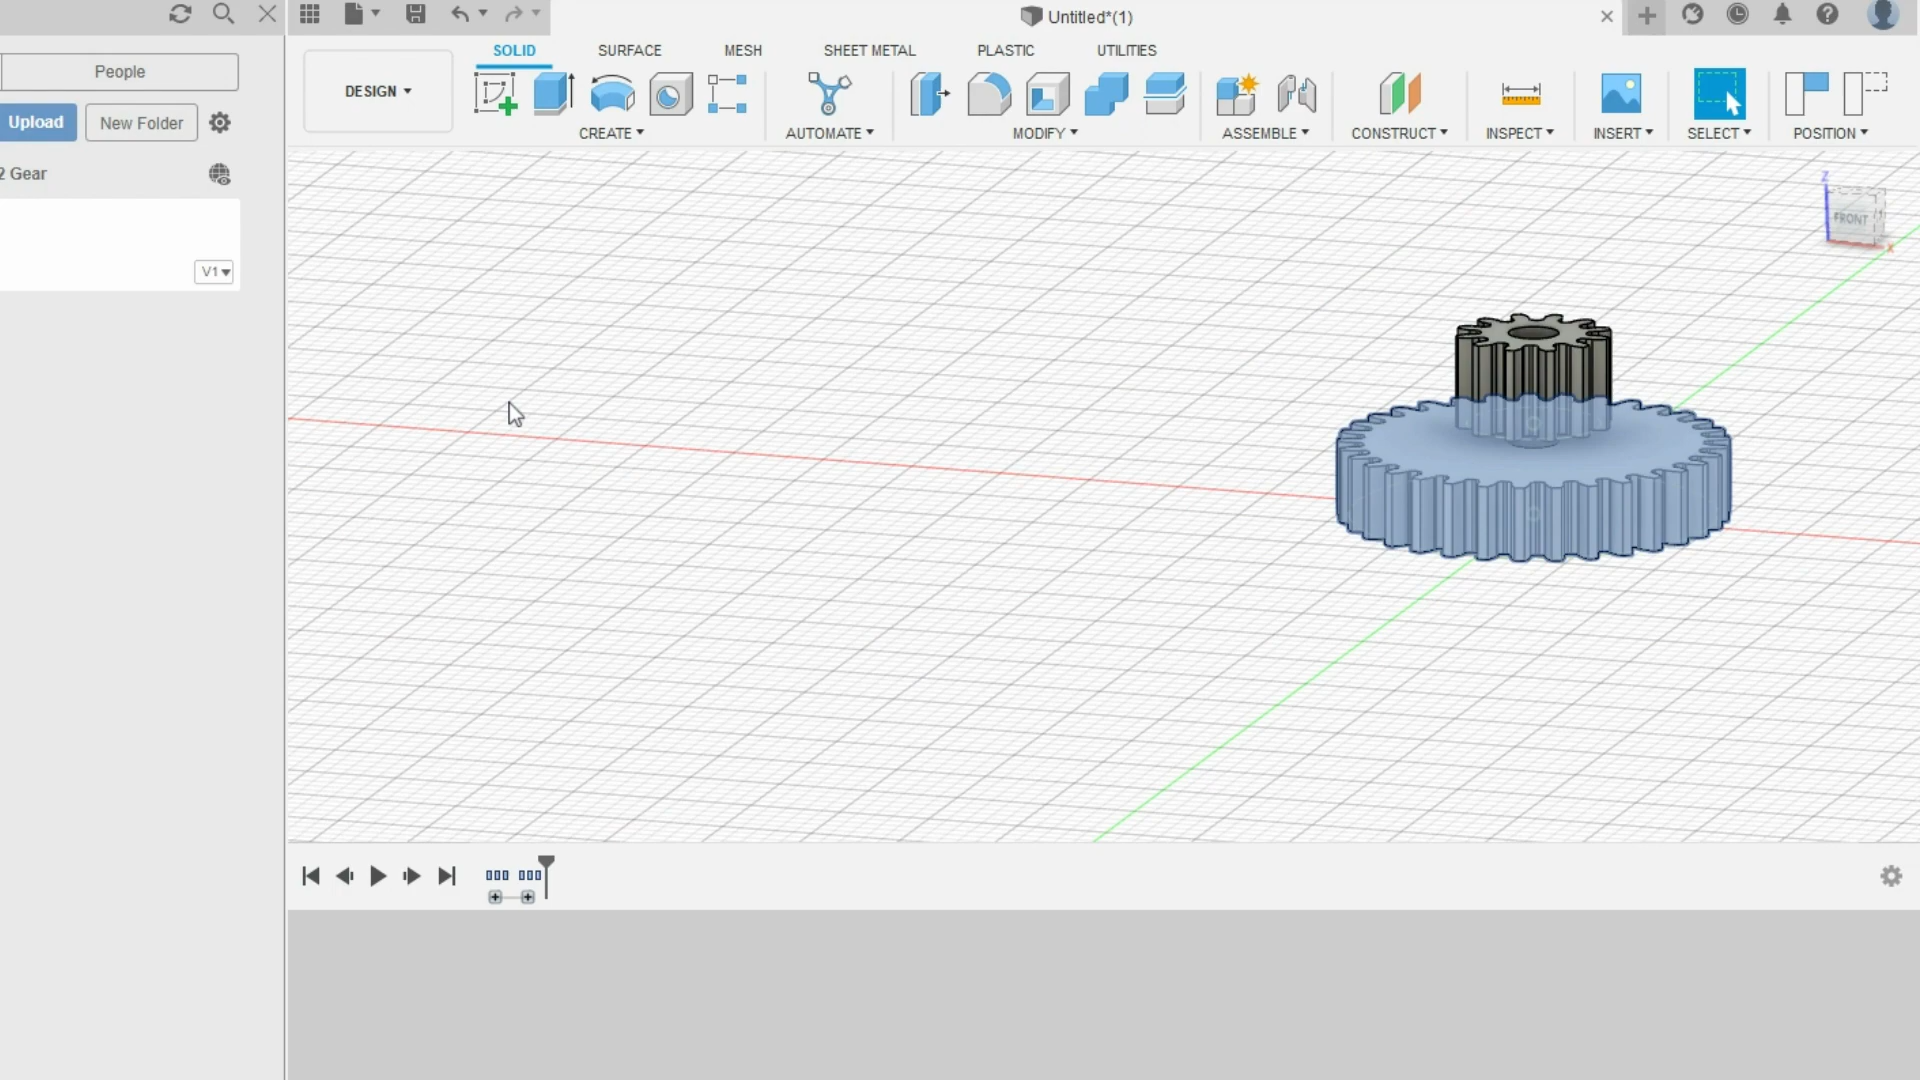 Untitled*(1)
People
Upload
New Folder
2 Gear
V1
DESIGN
SOLID
SURFACE
MESH
SHEET METAL
PLASTIC
UTILITIES
CREATE
AUTOMATE
MODIFY
ASSEMBLE
CONSTRUCT
INSPECT
INSERT
SELECT
POSITION
Z
FRONT
X